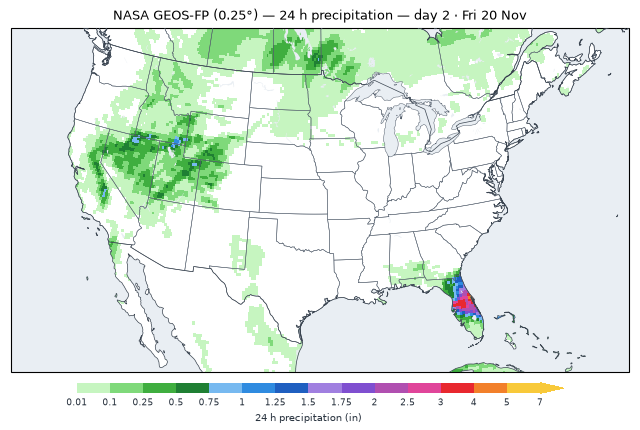 NASA GEOS-FP (0.25°) — 24 h precipitation — day 2 · Fri 20 Nov
0.01 0.1 0.25 0.5 0.75 1 1.25 1.5 1.75 2 2.5 3 4 5 7
24 h precipitation (in)